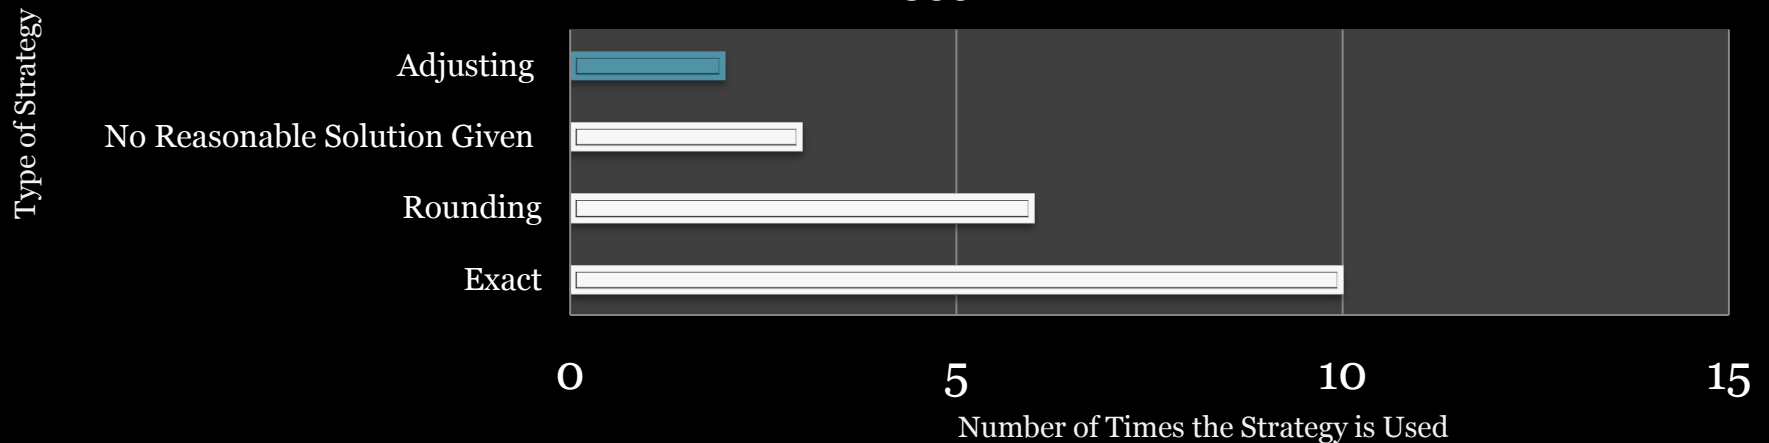 Type of Strategy
Adjusting
No Reasonable Solution Given
Rounding
Exact
0 5 10 15
Number of Times the Strategy is Used